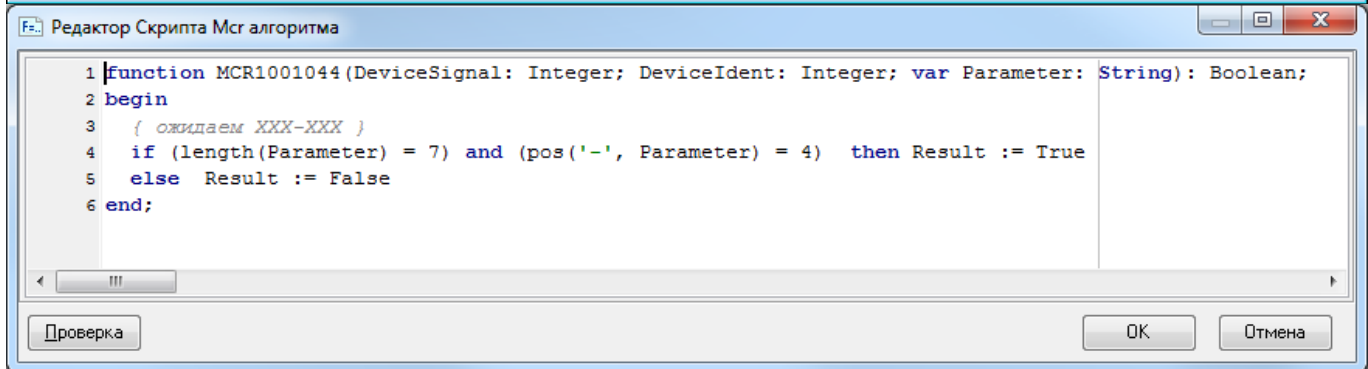 F=.. Редактор Скрипта Mcr алгоритма
1 function MCR1001044(DeviceSignal: Integer; DeviceIdent: Integer; var Parameter: String): Boolean;
2 begin
3 { ожидаем XXX-XXX }
4 if (length(Parameter) = 7) and (pos('-', Parameter) = 4)  then Result := True
5 else  Result := False
6 end;
Проверка OK Отмена